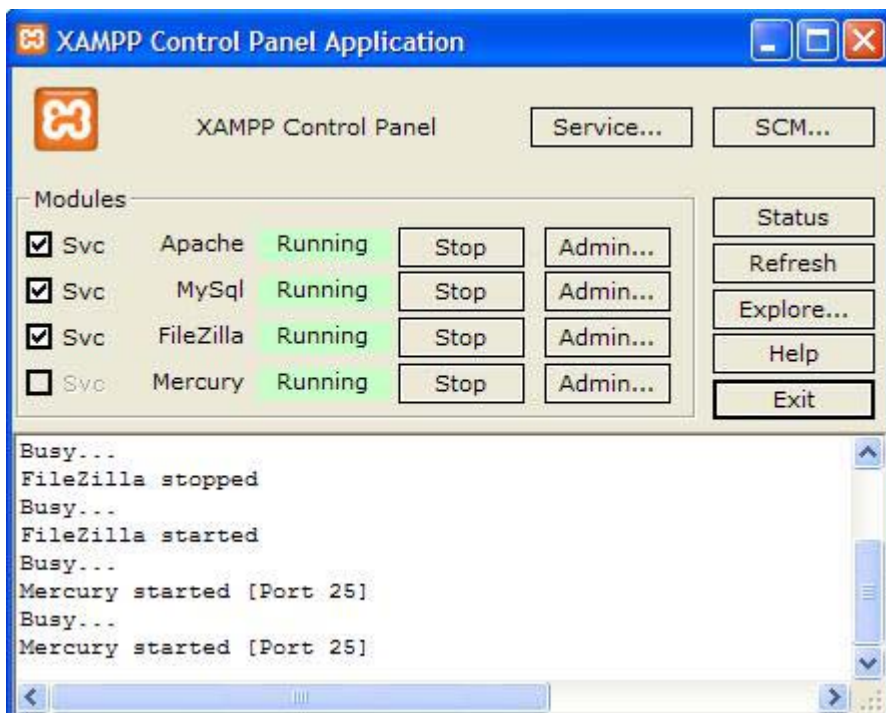 XAMPP Control Panel Application
XAMPP Control Panel Service... SCM...
Modules
Svc Apache Running Stop Admin...
Svc MySql Running Stop Admin...
Svc FileZilla Running Stop Admin...
Svc Mercury Running Stop Admin...
Status
Refresh
Explore...
Help
Exit
Busy...
FileZilla stopped
Busy...
FileZilla started
Busy...
Mercury started [Port 25]
Busy...
Mercury started [Port 25]